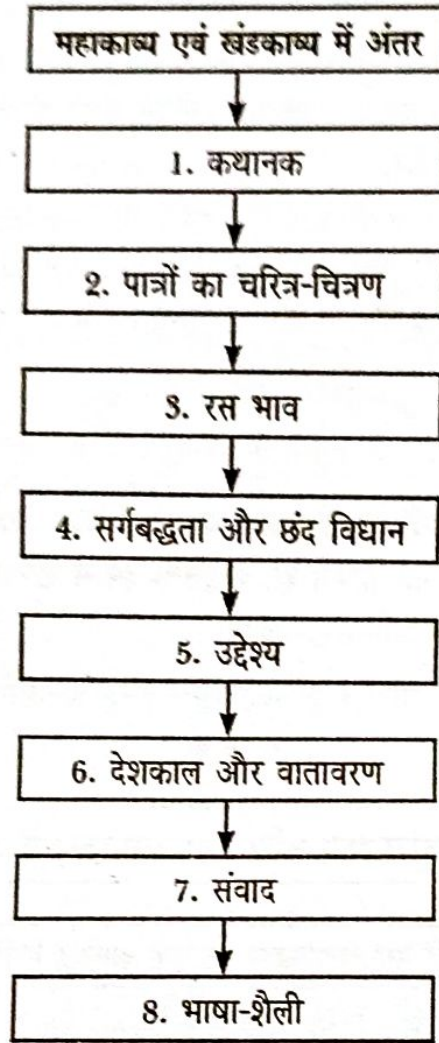 महाकाव्य एवं खंडकाव्य में अंतर
1. कथानक
2. पात्रों का चरित्र-चित्रण
3. रस भाव
4. सर्गबद्धता और छंद विधान
5. उद्देश्य
6. देशकाल और वातावरण
7. संवाद
8. भाषा-शैली